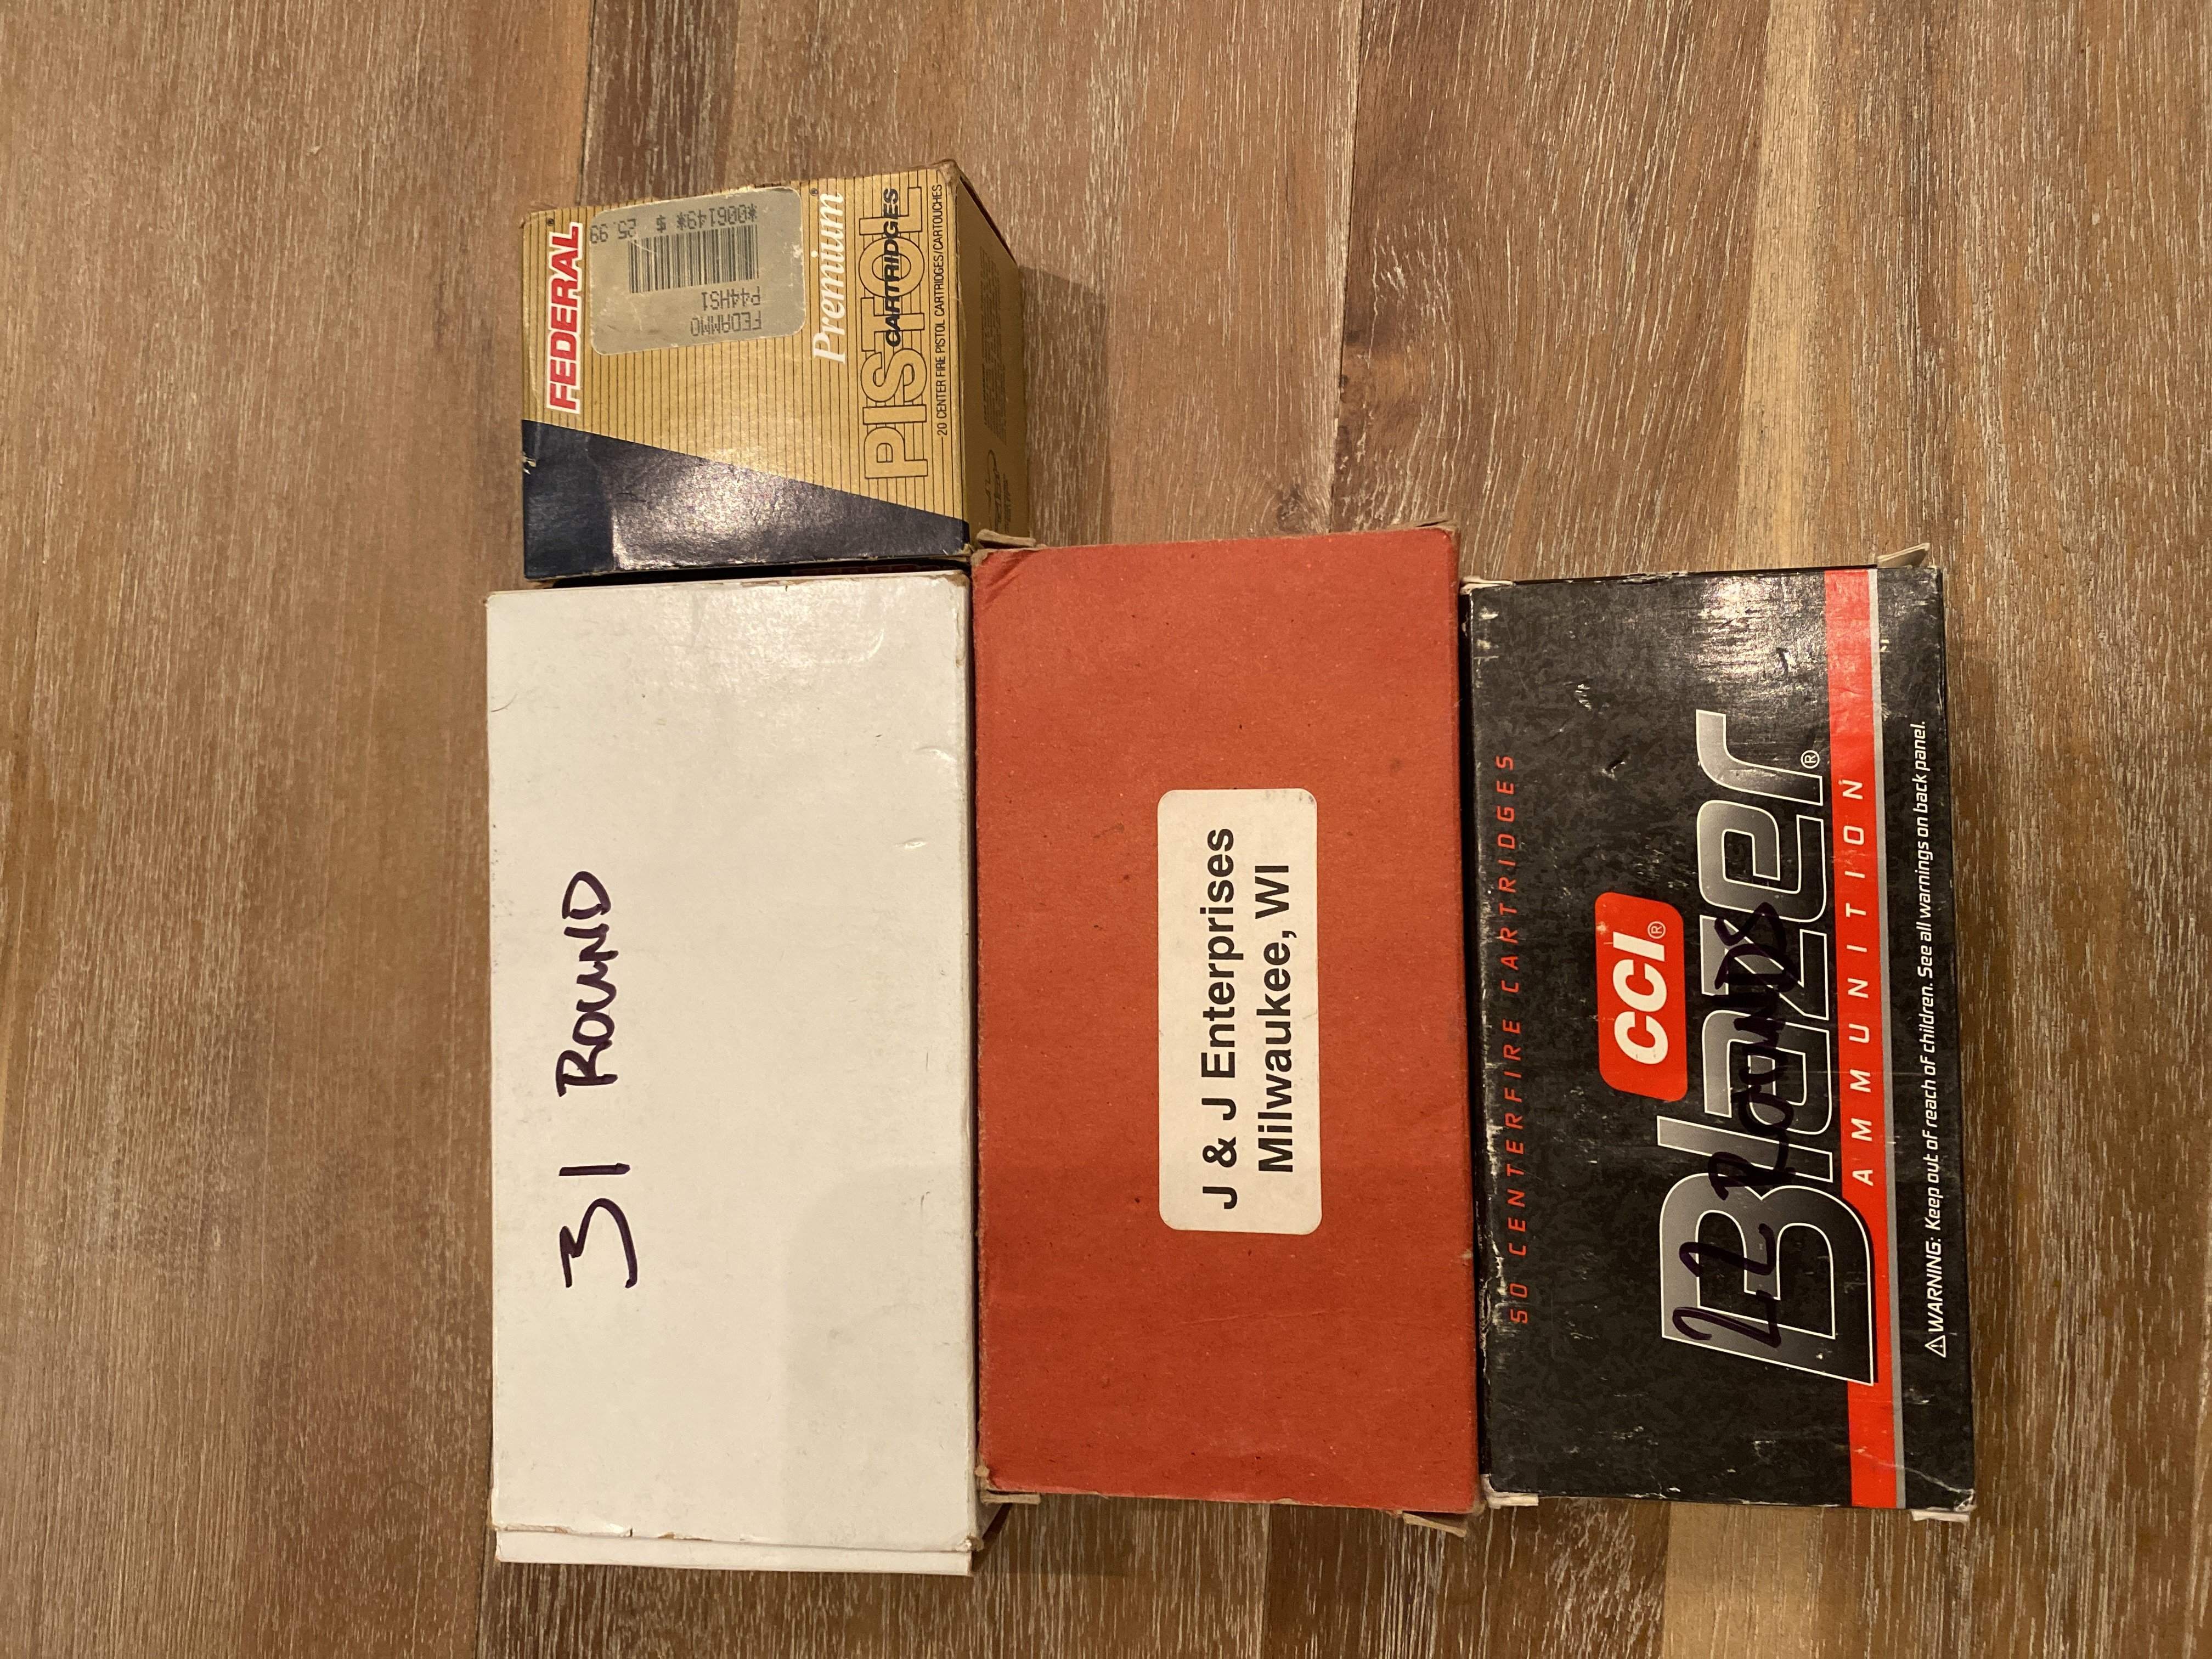 31 ROUND
FEDERAL®
*006149* $ 25.99
P44HS1
FEDAMMO
Premium®
PISTOL
CARTRIDGES
20 CENTER FIRE PISTOL CARTRIDGES/CARTOUCHES
J & J Enterprises
Milwaukee, WI
50 CENTERFIRE CARTRIDGES
CCI®
Blazer®
22 ROUNDS
AMMUNITION
⚠WARNING: Keep out of reach of children. See all warnings on back panel.